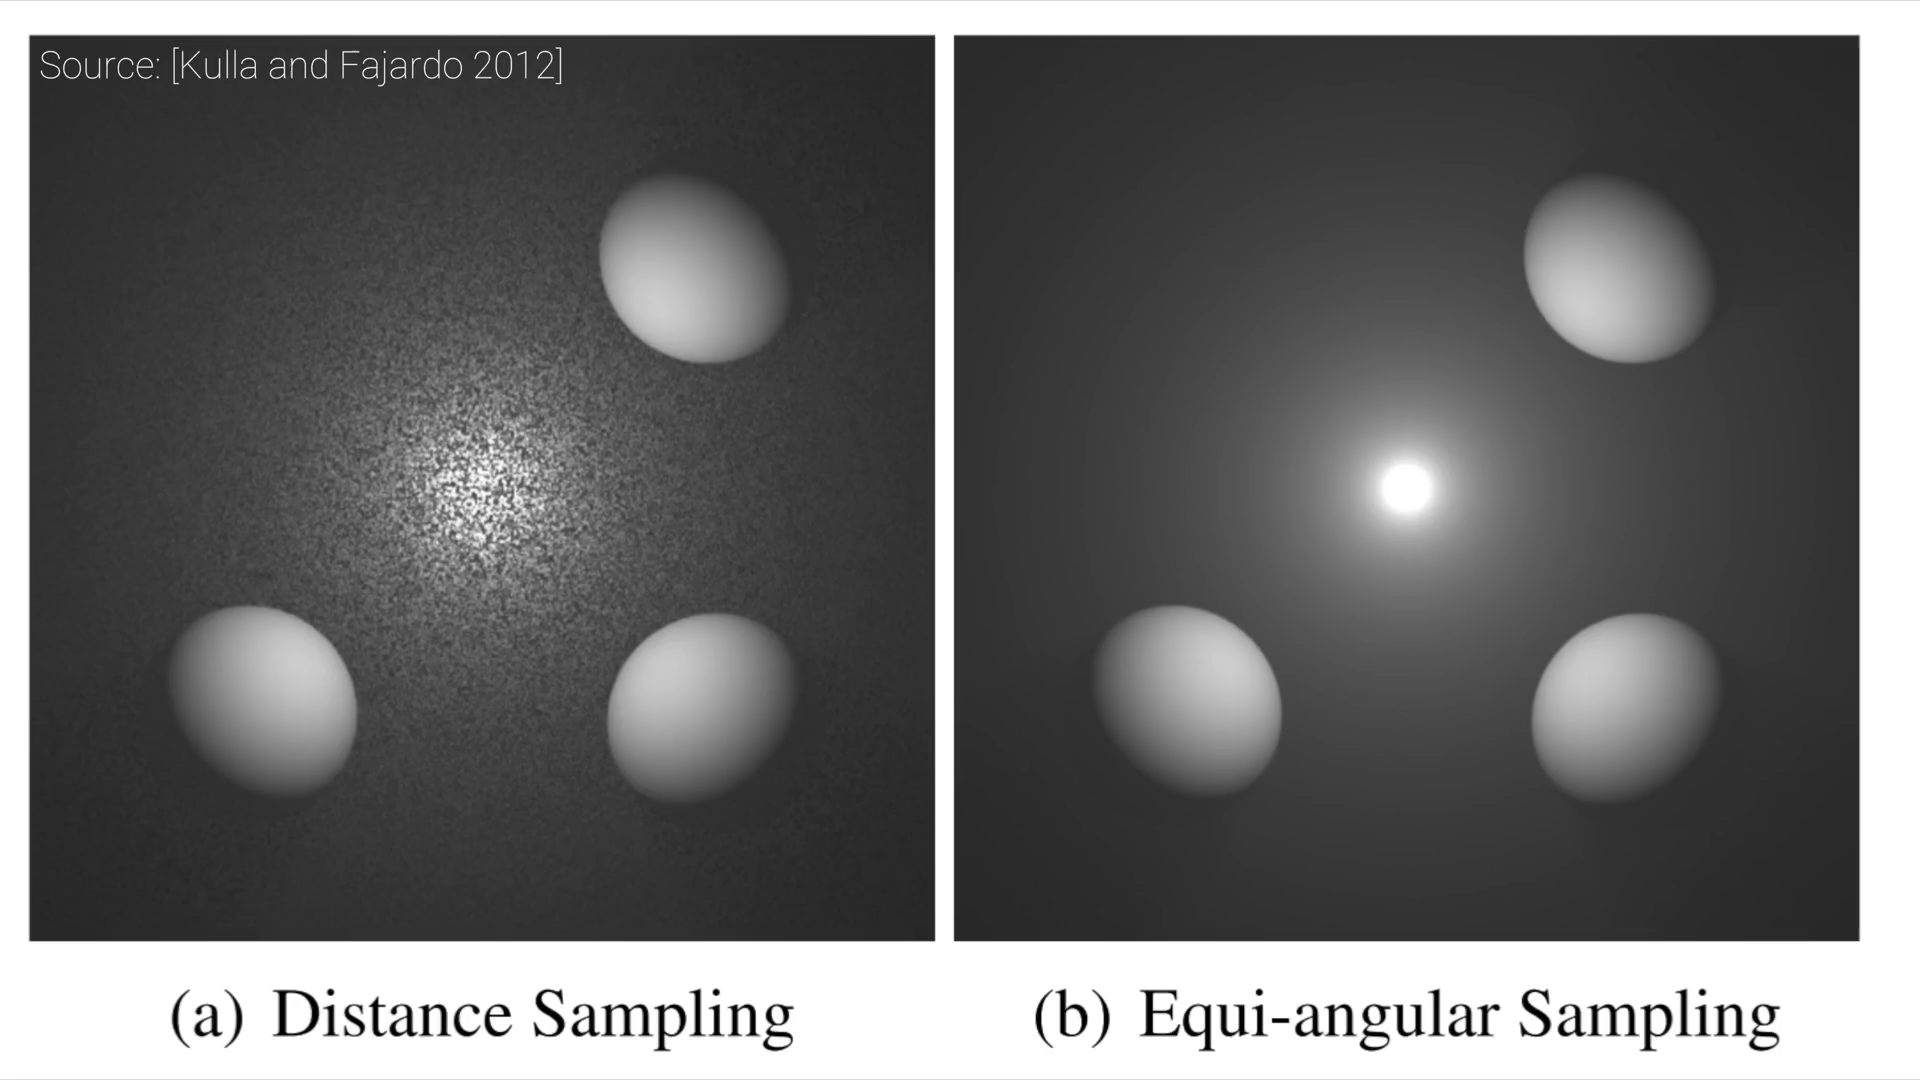 Source: [Kulla and Fajardo 2012]
(a) Distance Sampling
(b) Equi-angular Sampling